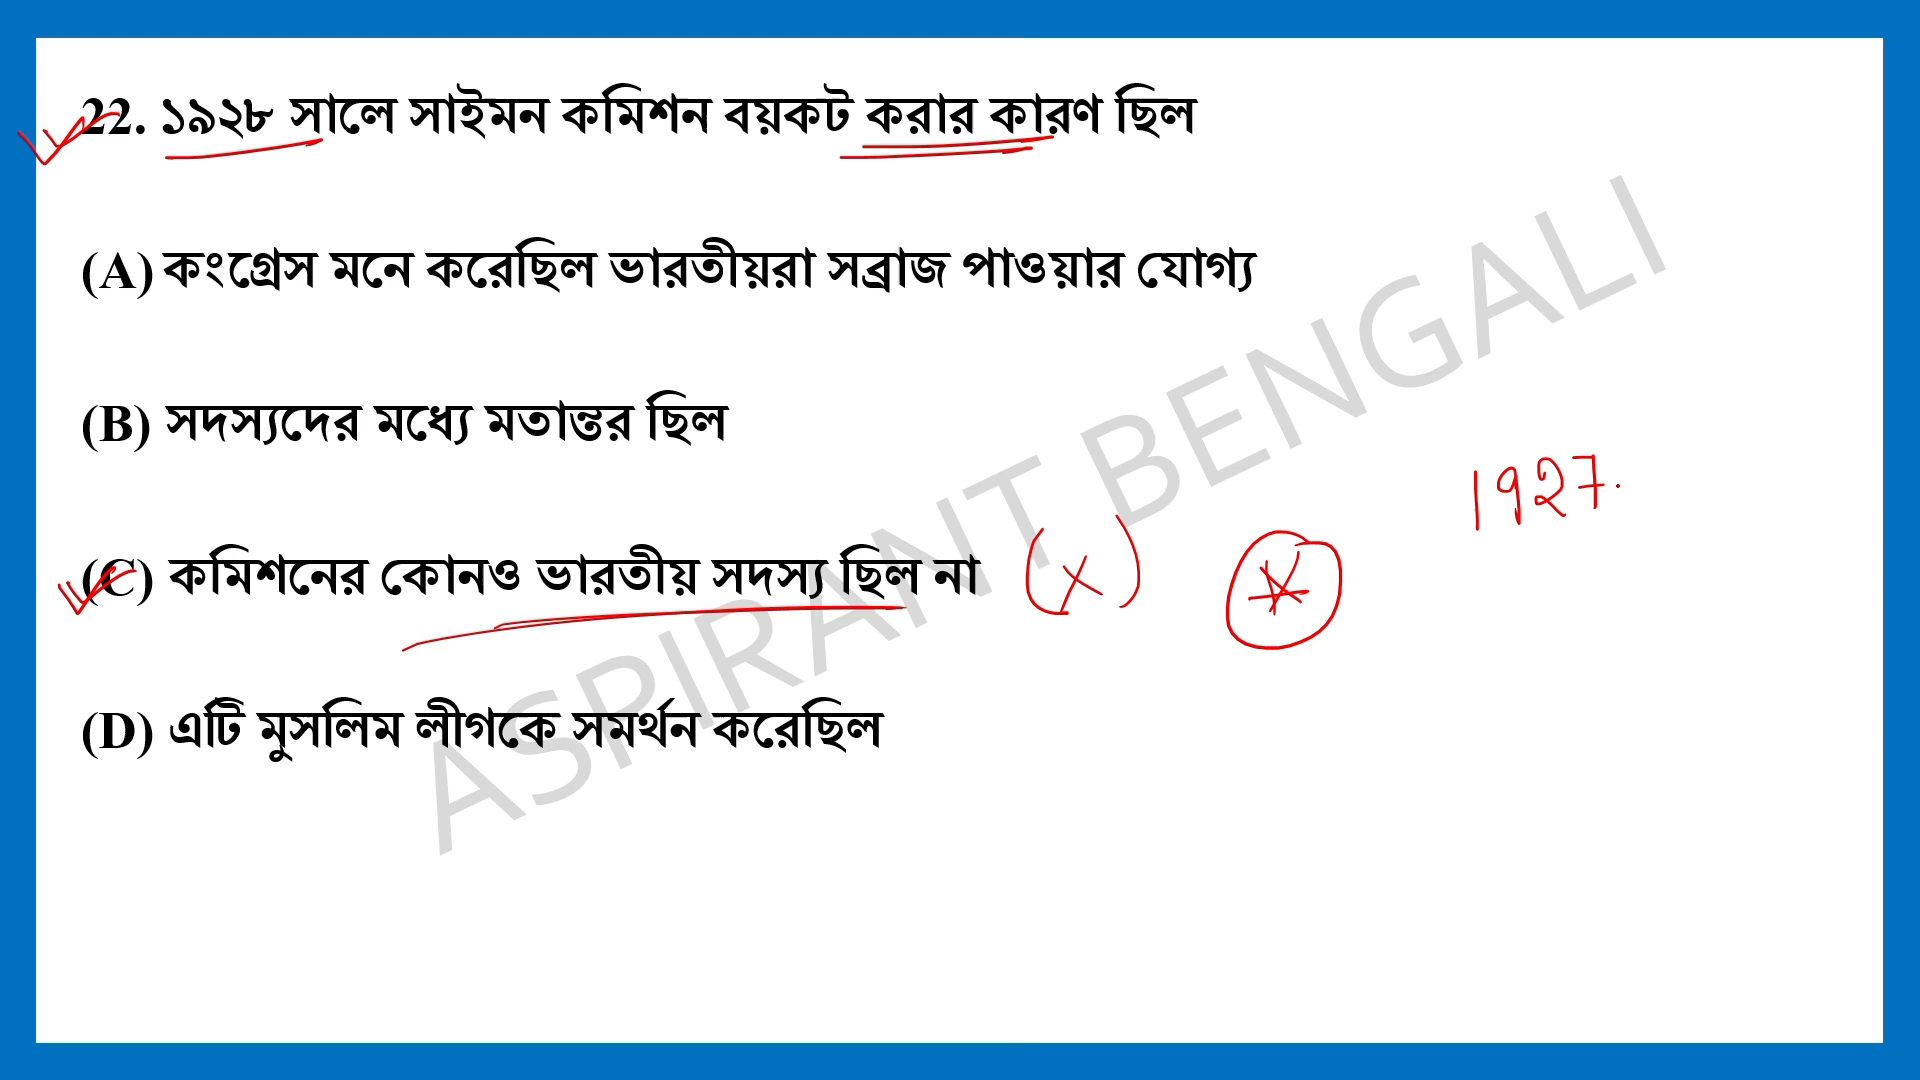 22. ১৯২৮ সালে সাইমন কমিশন বয়কট করার কারণ ছিল
(A) কংগ্রেস মনে করেছিল ভারতীয়রা সব্রাজ পাওয়ার যোগ্য
(B) সদস্যদের মধ্যে মতান্তর ছিল
1927.
(C) কমিশনের কোনও ভারতীয় সদস্য ছিল না (x)
(D) এটি মুসলিম লীগকে সমর্থন করেছিল
ASPIRANT BENGALI